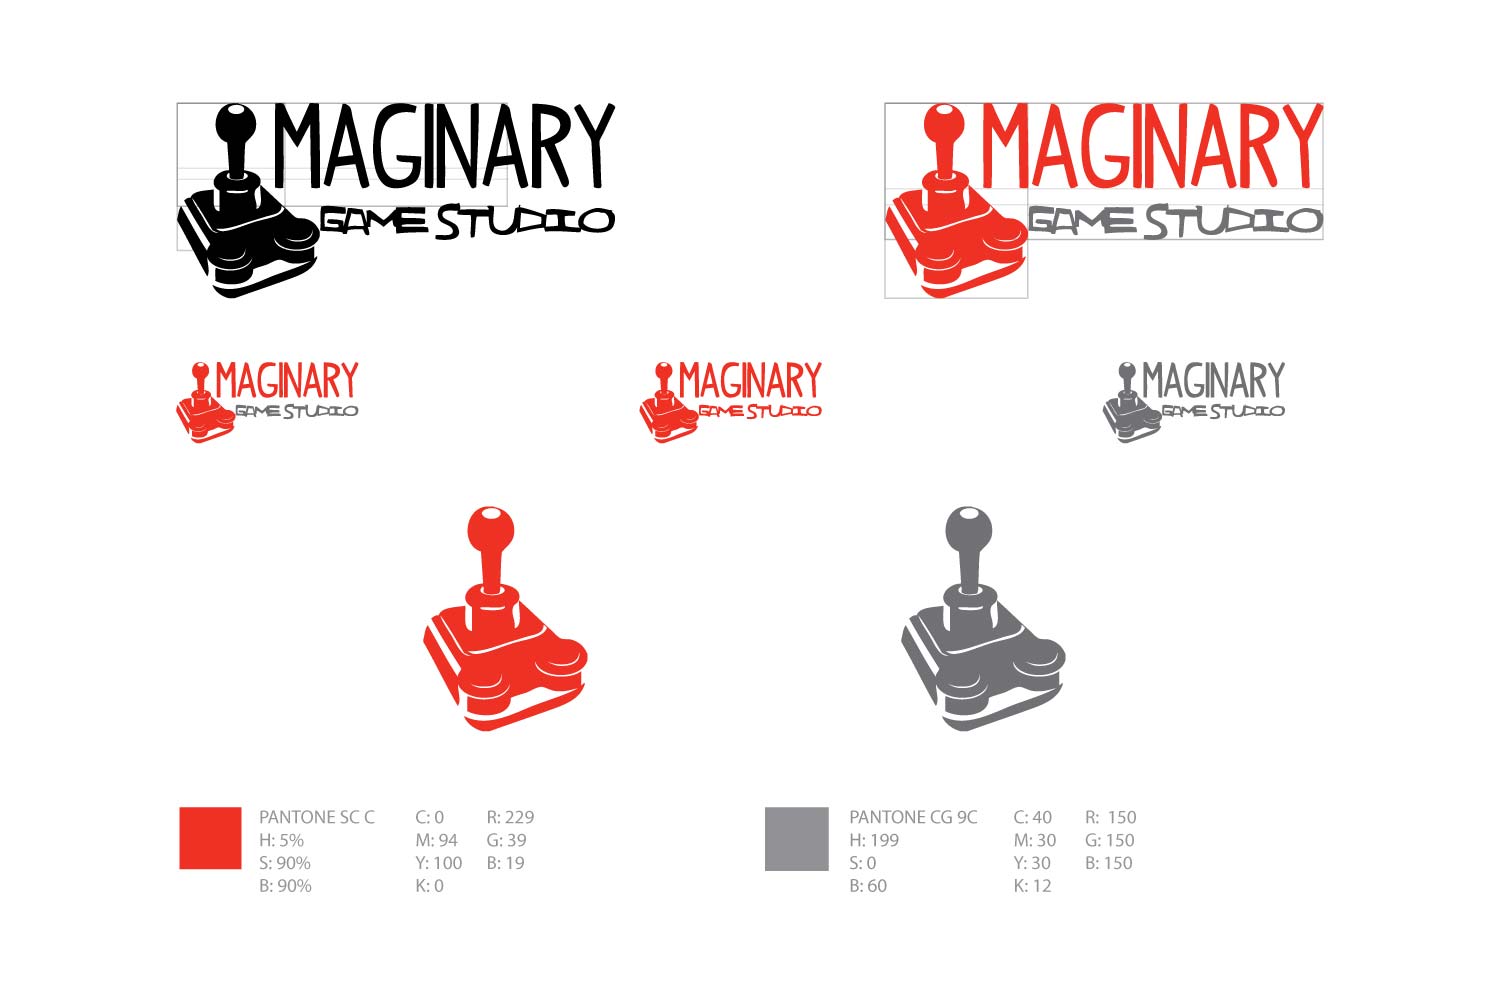 MAGINARY
GAME STUDIO
MAGINARY
GAME STUDIO
MAGINARY
GAME STUDIO
MAGINARY
GAME STUDIO
MAGINARY
GAME STUDIO
PANTONE SC C
H: 5%
S: 90%
B: 90%
C: 0
M: 94
Y: 100
K: 0
R: 229
G: 39
B: 19
PANTONE CG 9C
H: 199
S: 0
B: 60
C: 40
M: 30
Y: 30
K: 12
R: 150
G: 150
B: 150